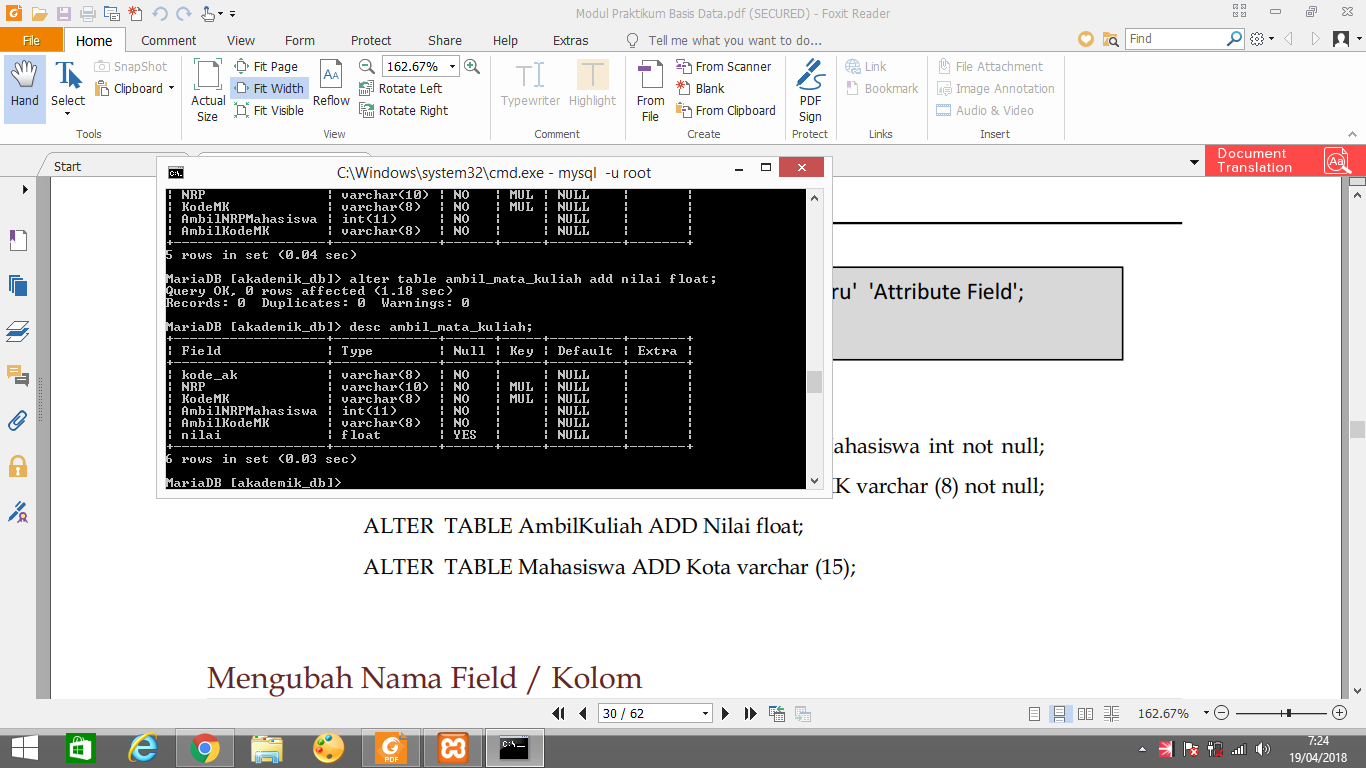 Modul Praktikum Basis Data.pdf (SECURED) - Foxit Reader
File Home Comment View Form Protect Share Help Extras Tell me what you want to do... Find
Hand
Select
SnapShot
Clipboard
Tools
Actual Size
Fit Page
Fit Width
Fit Visible
Reflow
162.67%
Rotate Left
Rotate Right
View
Typewriter
Highlight
Comment
From File
From Scanner
Blank
From Clipboard
Create
PDF Sign
Protect
Link
Bookmark
Links
File Attachment
Image Annotation
Audio & Video
Insert
Start
Document
Translation
C:\Windows\system32\cmd.exe - mysql -u root
| NRP | varchar(10) | NO | MUL | NULL | |
| KodeMK | varchar(8) | NO | MUL | NULL | |
| AmbilNRPMahasiswa | int(11) | NO | | NULL | |
| AmbilKodeMK | varchar(8) | NO | | NULL | |
+-------------------+-------------+------+-----+---------+-------+
5 rows in set (0.04 sec)
MariaDB [akademik_db]> alter table ambil_mata_kuliah add nilai float;
Query OK, 0 rows affected (1.18 sec)
Records: 0 Duplicates: 0 Warnings: 0
MariaDB [akademik_db]> desc ambil_mata_kuliah;
+-------------------+-------------+------+-----+---------+-------+
| Field | Type | Null | Key | Default | Extra |
+-------------------+-------------+------+-----+---------+-------+
| kode_ak | varchar(8) | NO | | NULL | |
| NRP | varchar(10) | NO | MUL | NULL | |
| KodeMK | varchar(8) | NO | MUL | NULL | |
| AmbilNRPMahasiswa | int(11) | NO | | NULL | |
| AmbilKodeMK | varchar(8) | NO | | NULL | |
| nilai | float | YES | | NULL | |
+-------------------+-------------+------+-----+---------+-------+
6 rows in set (0.03 sec)
MariaDB [akademik_db]>
ru' 'Attribute Field';
ahasiswa int not null;
K varchar (8) not null;
ALTER TABLE AmbilKuliah ADD Nilai float;
ALTER TABLE Mahasiswa ADD Kota varchar (15);
Mengubah Nama Field / Kolom
30 / 62
162.67%
PDF
7:24
19/04/2018